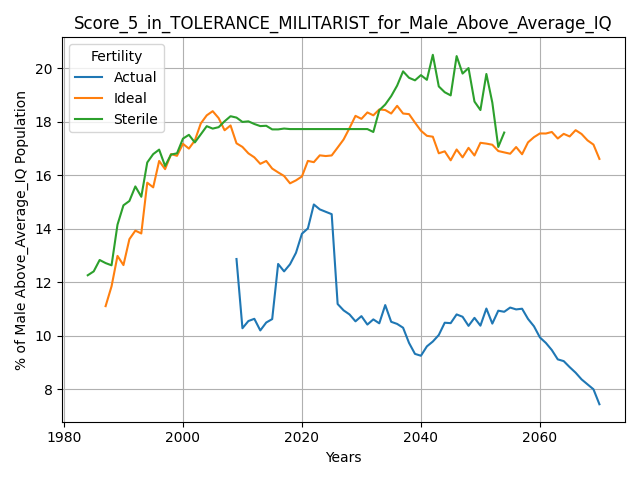 Score_5_in_TOLERANCE_MILITARIST_for_Male_Above_Average_IQ
Fertility
Actual
Ideal
Sterile
% of Male Above_Average_IQ Population
20
18
16
14
12
10
8
1980
2000
2020
2040
2060
Years